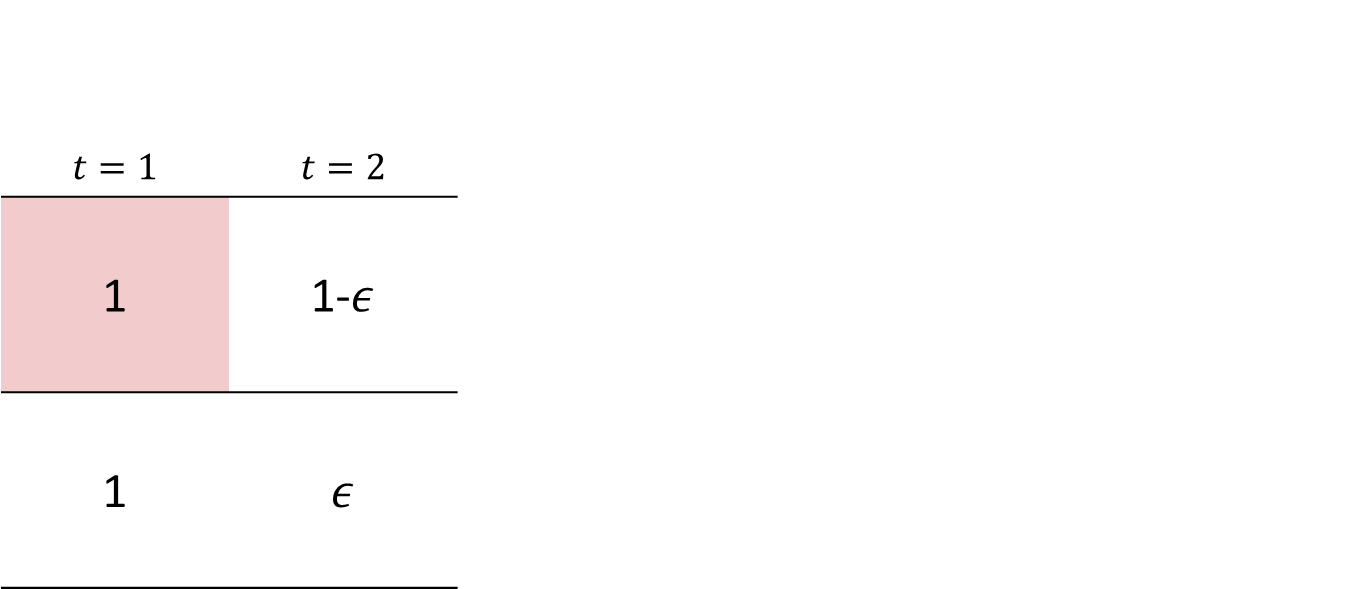 t = 1 t = 2
1 1-ϵ
1 ϵ